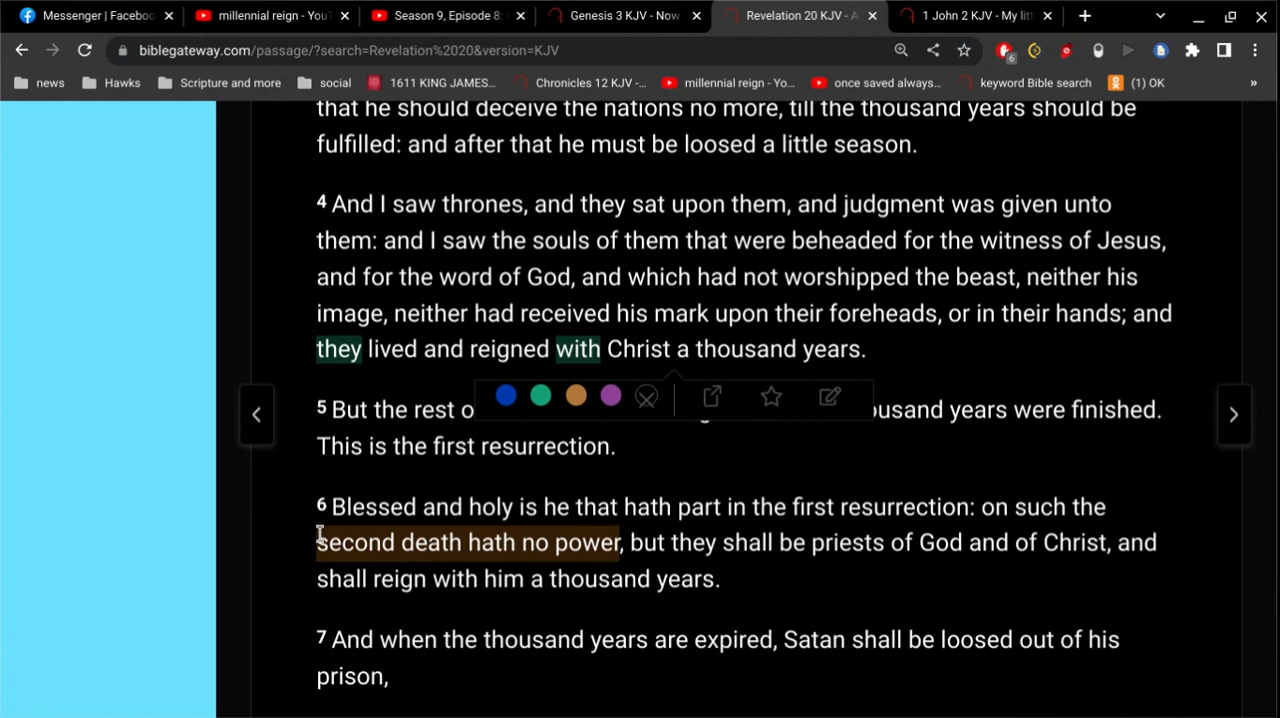 Messenger | Faceboo
millennial reign - YouT
Season 9, Episode 8:
Genesis 3 KJV - Now
Revelation 20 KJV - A
1 John 2 KJV - My litt
biblegateway.com/passage/?search=Revelation%2020&version=KJV
6
news
Hawks
Scripture and more
social
1611 KING JAMES...
Chronicles 12 KJV -...
millennial reign - Yo...
once saved always...
keyword Bible search
(1) OK
»
that he should deceive the nations no more, till the thousand years should be
fulfilled: and after that he must be loosed a little season.
4 And I saw thrones, and they sat upon them, and judgment was given unto
them: and I saw the souls of them that were beheaded for the witness of Jesus,
and for the word of God, and which had not worshipped the beast, neither his
image, neither had received his mark upon their foreheads, or in their hands; and
they lived and reigned with Christ a thousand years.
5 But the rest years were finished.
This is the first resurrection.
6 Blessed and holy is he that hath part in the first resurrection: on such the
second death hath no power, but they shall be priests of God and of Christ, and
shall reign with him a thousand years.
7 And when the thousand years are expired, Satan shall be loosed out of his
prison,